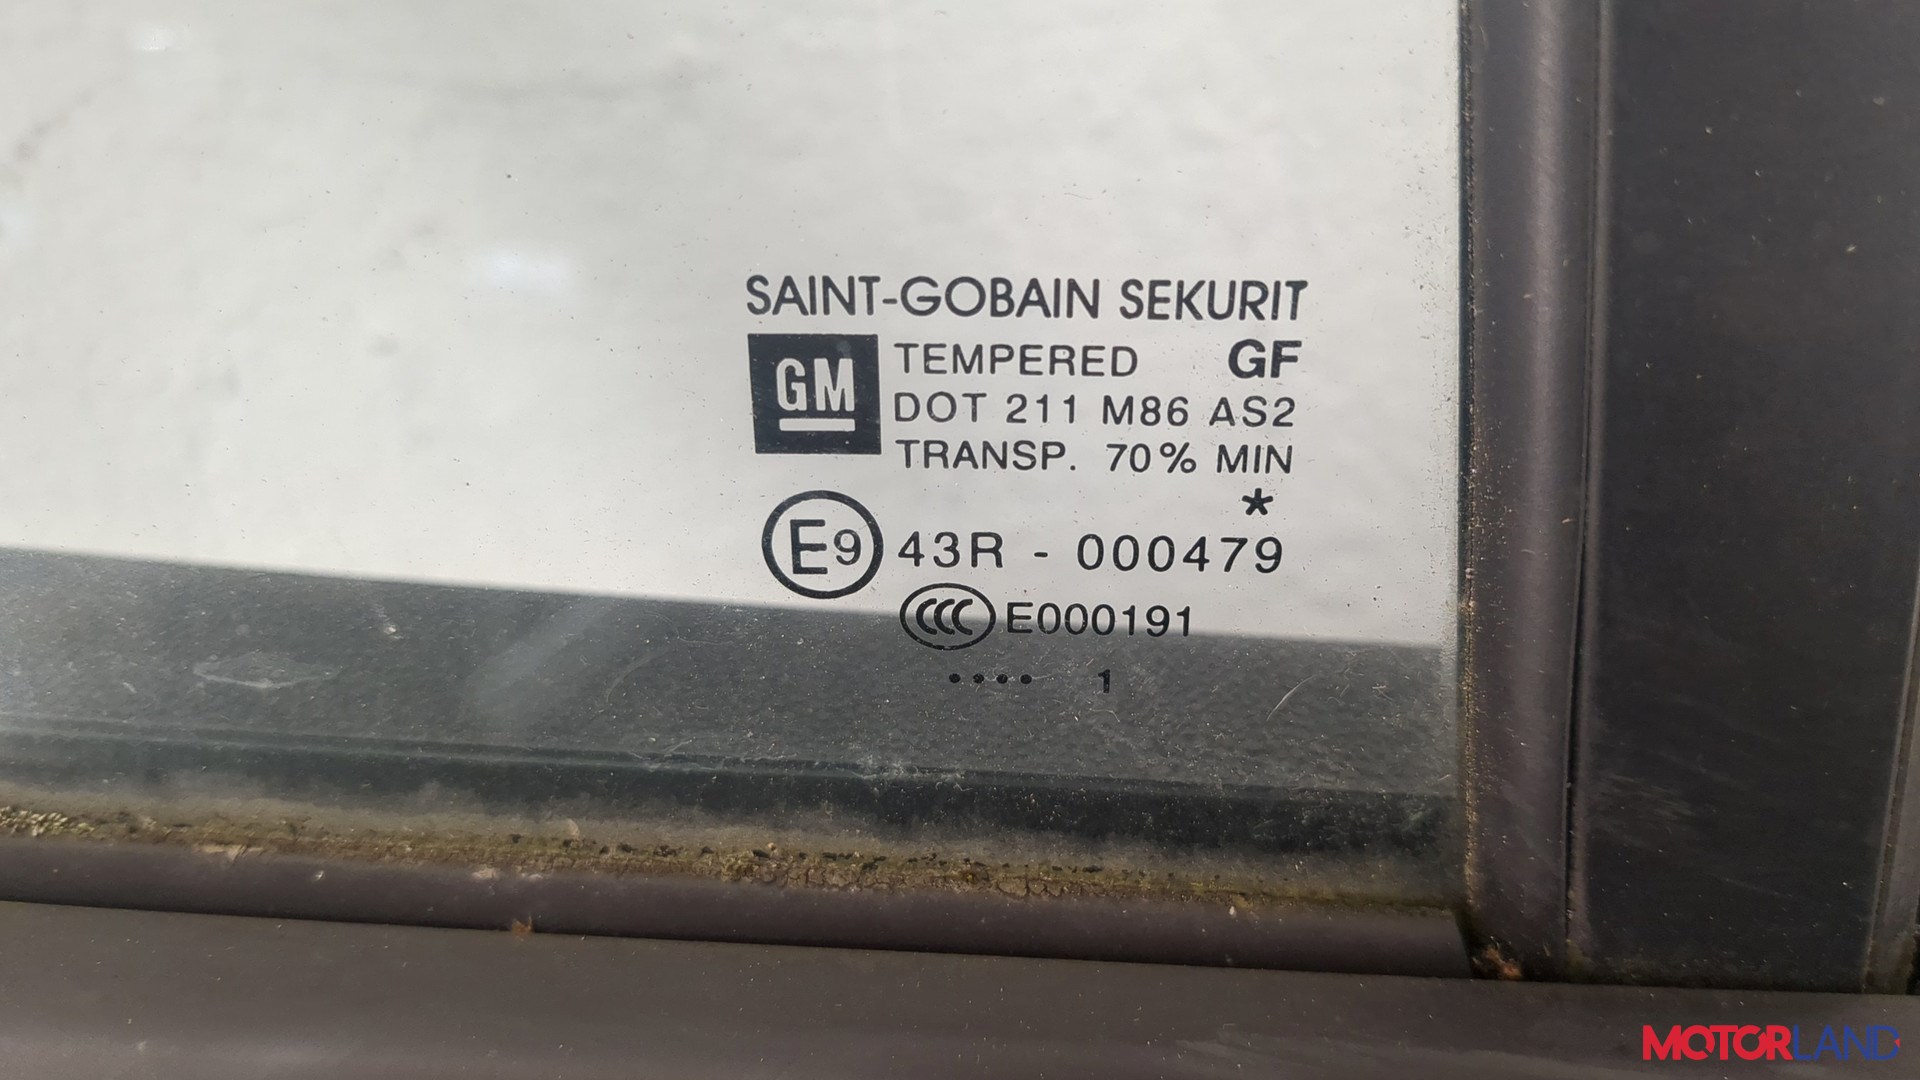 SAINT-GOBAIN SEKURIT
GM TEMPERED GF
DOT 211 M86 AS2
TRANSP. 70% MIN
*
E9 43R - 000479
CCC E000191
.... 1
MOTORLAND